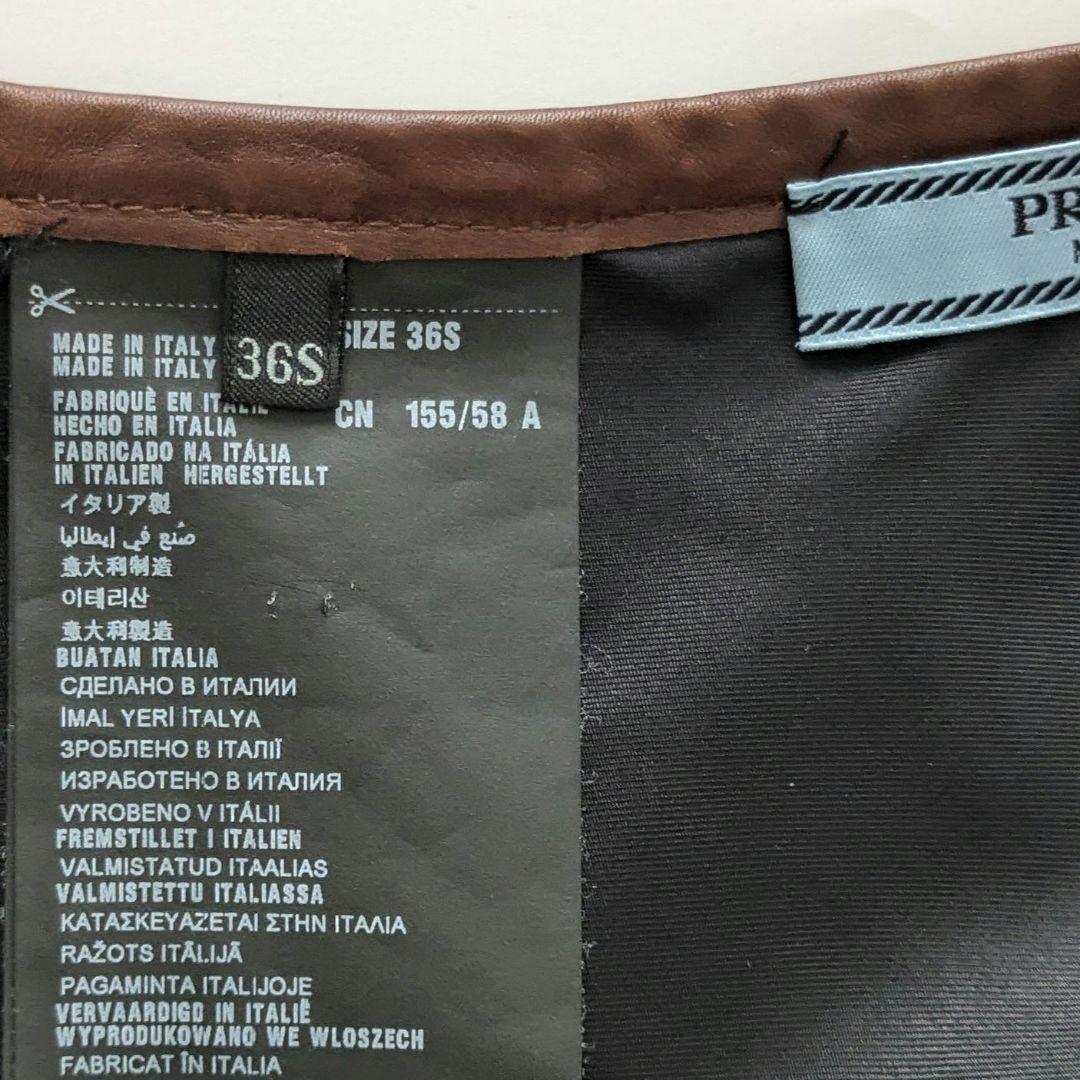 MADE IN ITALY
MADE IN ITALY
FABRIQUÈ EN ITALIE
HECHO EN ITALIA
FABRICADO NA ITÁLIA
IN ITALIEN HERGESTELLT
イタリア製
صُنع في إيطاليا
意大利制造
이테리산
意大利製造
BUATAN ITALIA
СДЕЛАНО В ИТАЛИИ
İMAL YERİ İTALYA
ЗРОБЛЕНО В ІТАЛІЇ
ИЗРАБОТЕНО В ИТАЛИЯ
VYROBENO V ITÁLII
FREMSTILLET I ITALIEN
VALMISTATUD ITAALIAS
VALMISTETTU ITALIASSA
ΚΑΤΑΣΚΕΥΑΖΕΤΑΙ ΣΤΗΝ ΙΤΑΛΙΑ
RAŽOTS ITĀLIJĀ
PAGAMINTA ITALIJOJE
VERVAARDIGD IN ITALIË
WYPRODUKOWANO WE WLOSZECH
FABRICAT ÎN ITALIA
36S
SIZE 36S
CN 155/58 A
PR